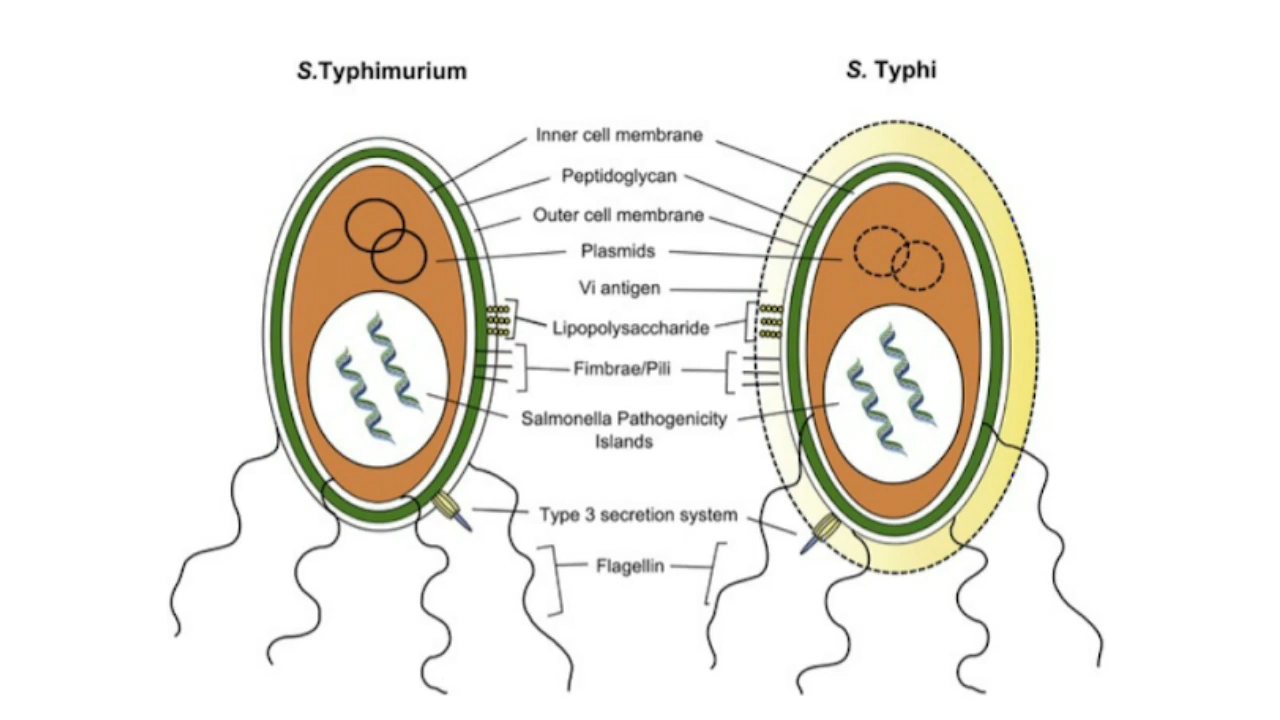 S.Typhimurium
S. Typhi
Inner cell membrane
Peptidoglycan
Outer cell membrane
Plasmids
Vi antigen
Lipopolysaccharide
Fimbrae/Pili
Salmonella Pathogenicity
Islands
Type 3 secretion system
Flagellin